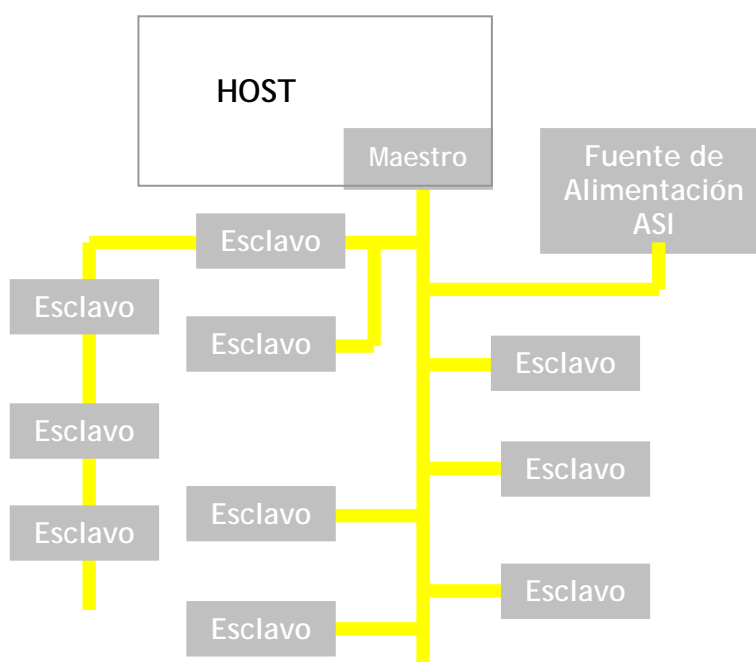 HOST
Maestro
Fuente de
Alimentación
ASI
Esclavo
Esclavo
Esclavo
Esclavo
Esclavo
Esclavo
Esclavo
Esclavo
Esclavo
Esclavo